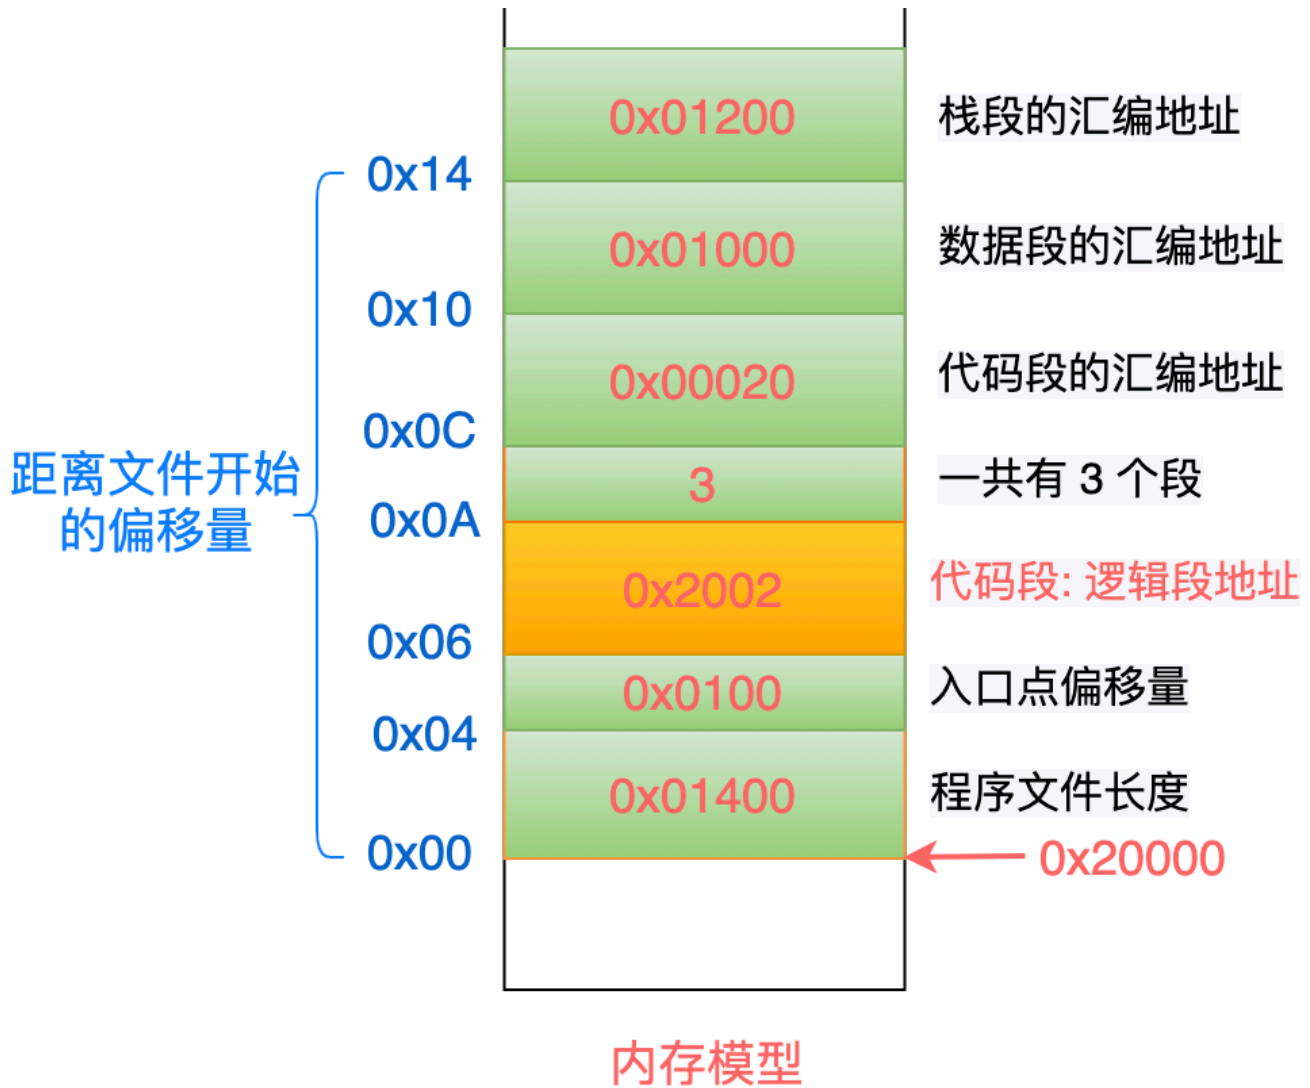 0x01200
栈段的汇编地址
0x14
0x01000
数据段的汇编地址
0x10
0x00020
代码段的汇编地址
0x0C
3
一共有 3 个段
距离文件开始
的偏移量
0x0A
0x2002
代码段: 逻辑段地址
0x06
0x0100
入口点偏移量
0x04
0x01400
程序文件长度
0x00
0x20000
内存模型